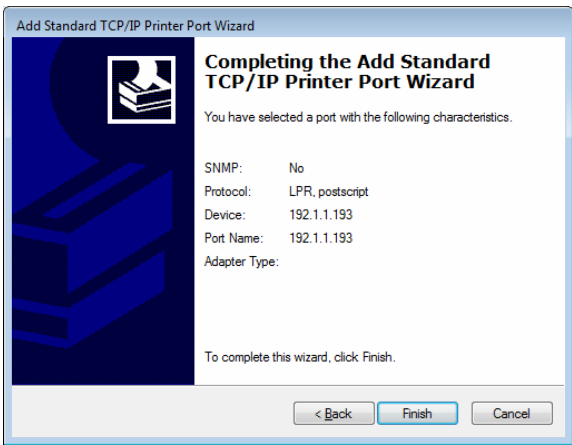 Add Standard TCP/IP Printer Port Wizard
Completing the Add Standard
TCP/IP Printer Port Wizard
You have selected a port with the following characteristics.
SNMP: No
Protocol: LPR, postscript
Device: 192.1.1.193
Port Name: 192.1.1.193
Adapter Type:
To complete this wizard, click Finish.
< Back Finish Cancel